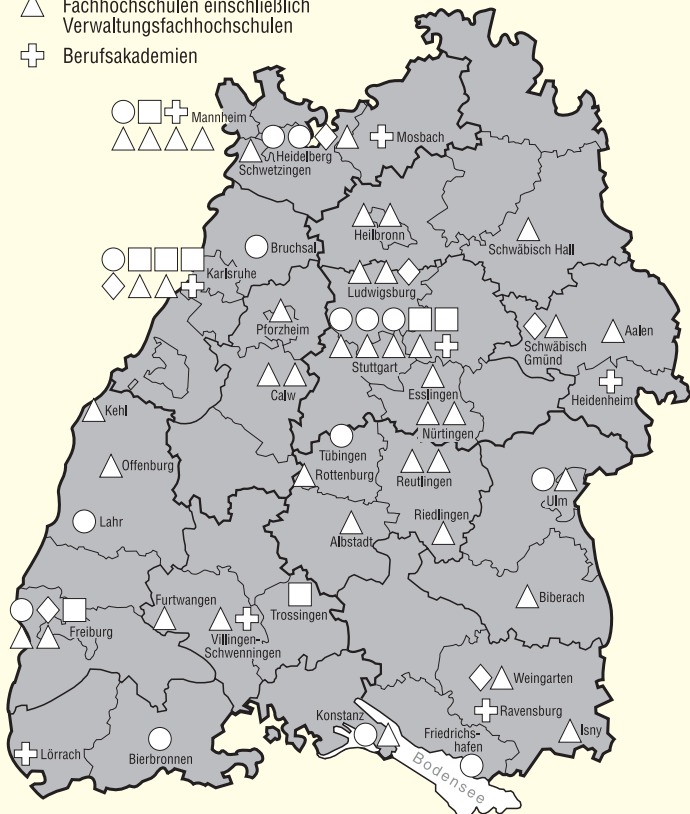 Fachhochschulen einschließlich
Verwaltungsfachhochschulen
Berufsakademien
Mannheim
Mosbach
Heidelberg
Schwetzingen
Heilbronn
Schwäbisch Hall
Bruchsal
Karlsruhe
Ludwigsburg
Pforzheim
Stuttgart
Schwäbisch
Gmünd
Aalen
Calw
Esslingen
Heidenheim
Kehl
Nürtingen
Tübingen
Offenburg
Rottenburg
Reutlingen
Ulm
Lahr
Riedlingen
Albstadt
Furtwangen
Trossingen
Biberach
Freiburg
Villingen-
Schwenningen
Weingarten
Ravensburg
Konstanz
Friedrichs-
hafen
Isny
Lörrach
Bierbronnen
Bodensee